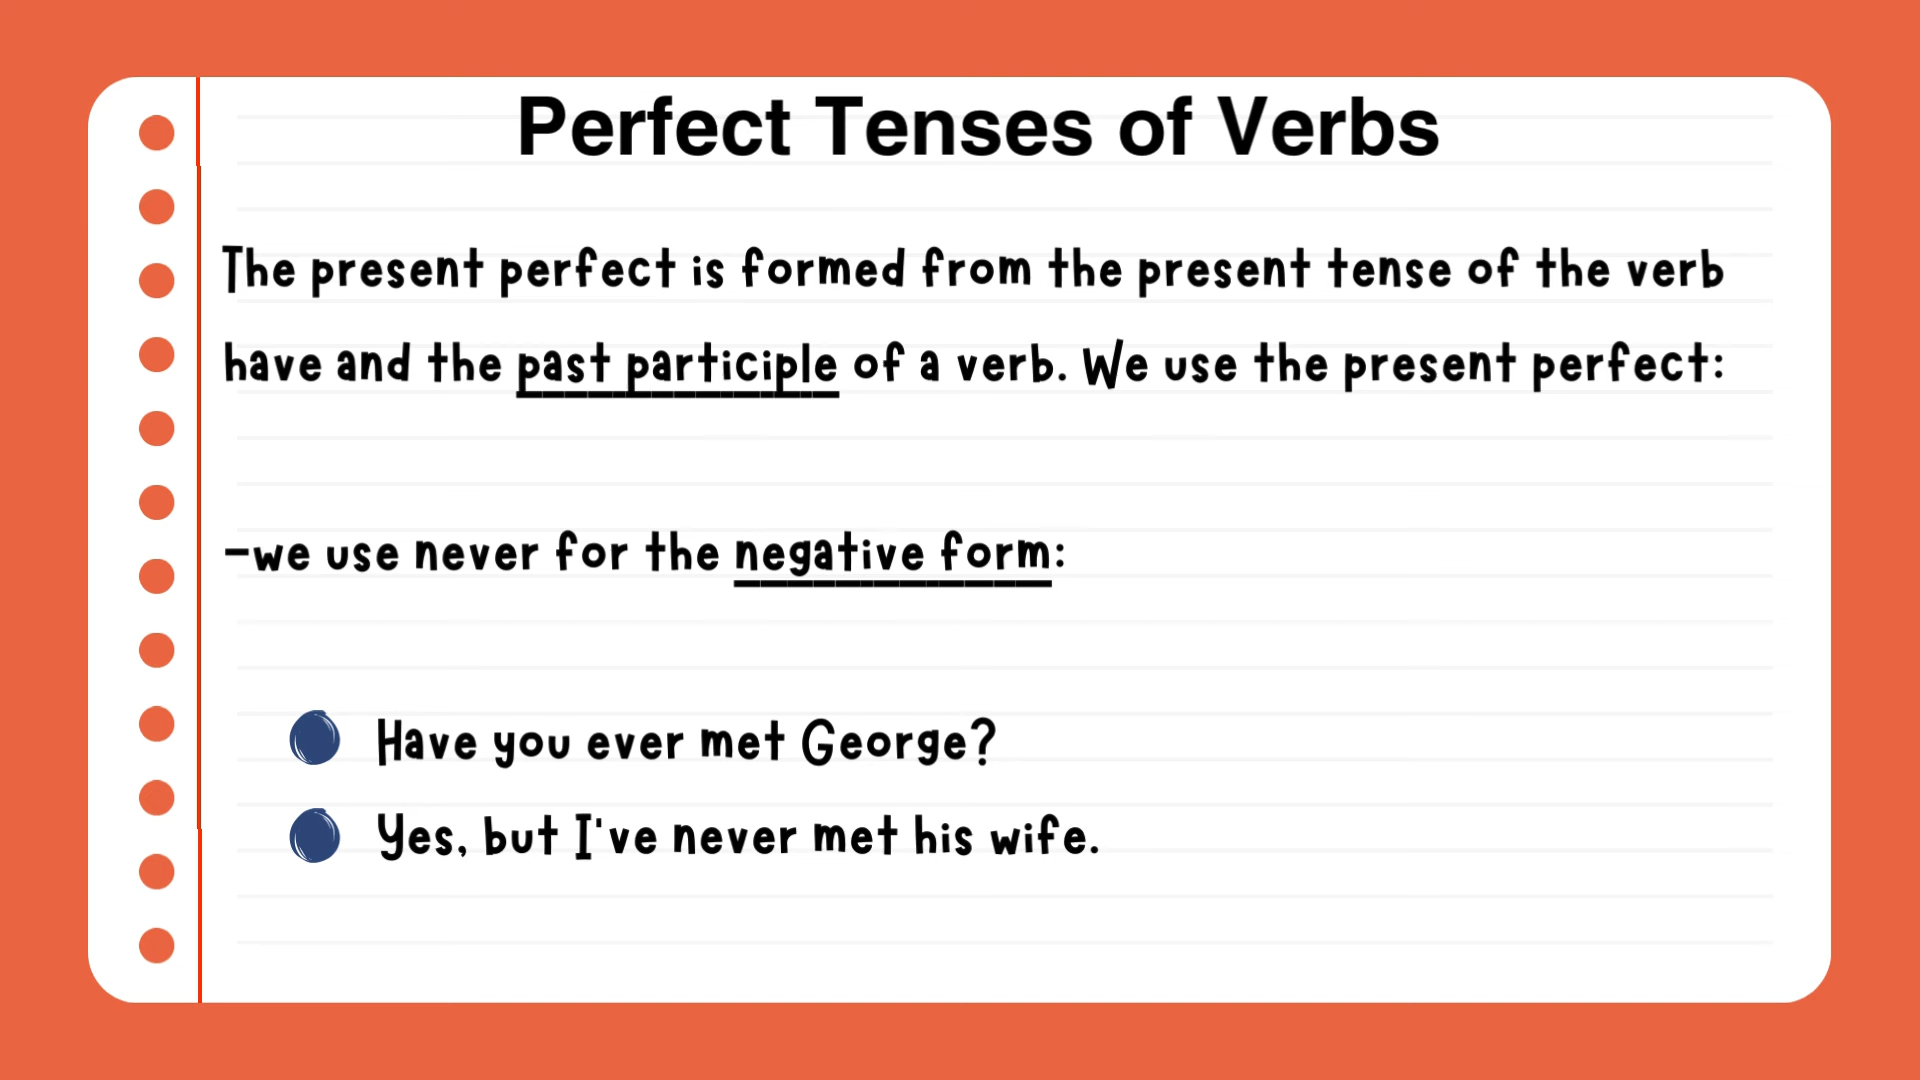 Perfect Tenses of Verbs
The present perfect is formed from the present tense of the verb
have and the past participle of a verb. We use the present perfect:
-we use never for the negative form:
Have you ever met George?
Yes, but I've never met his wife.